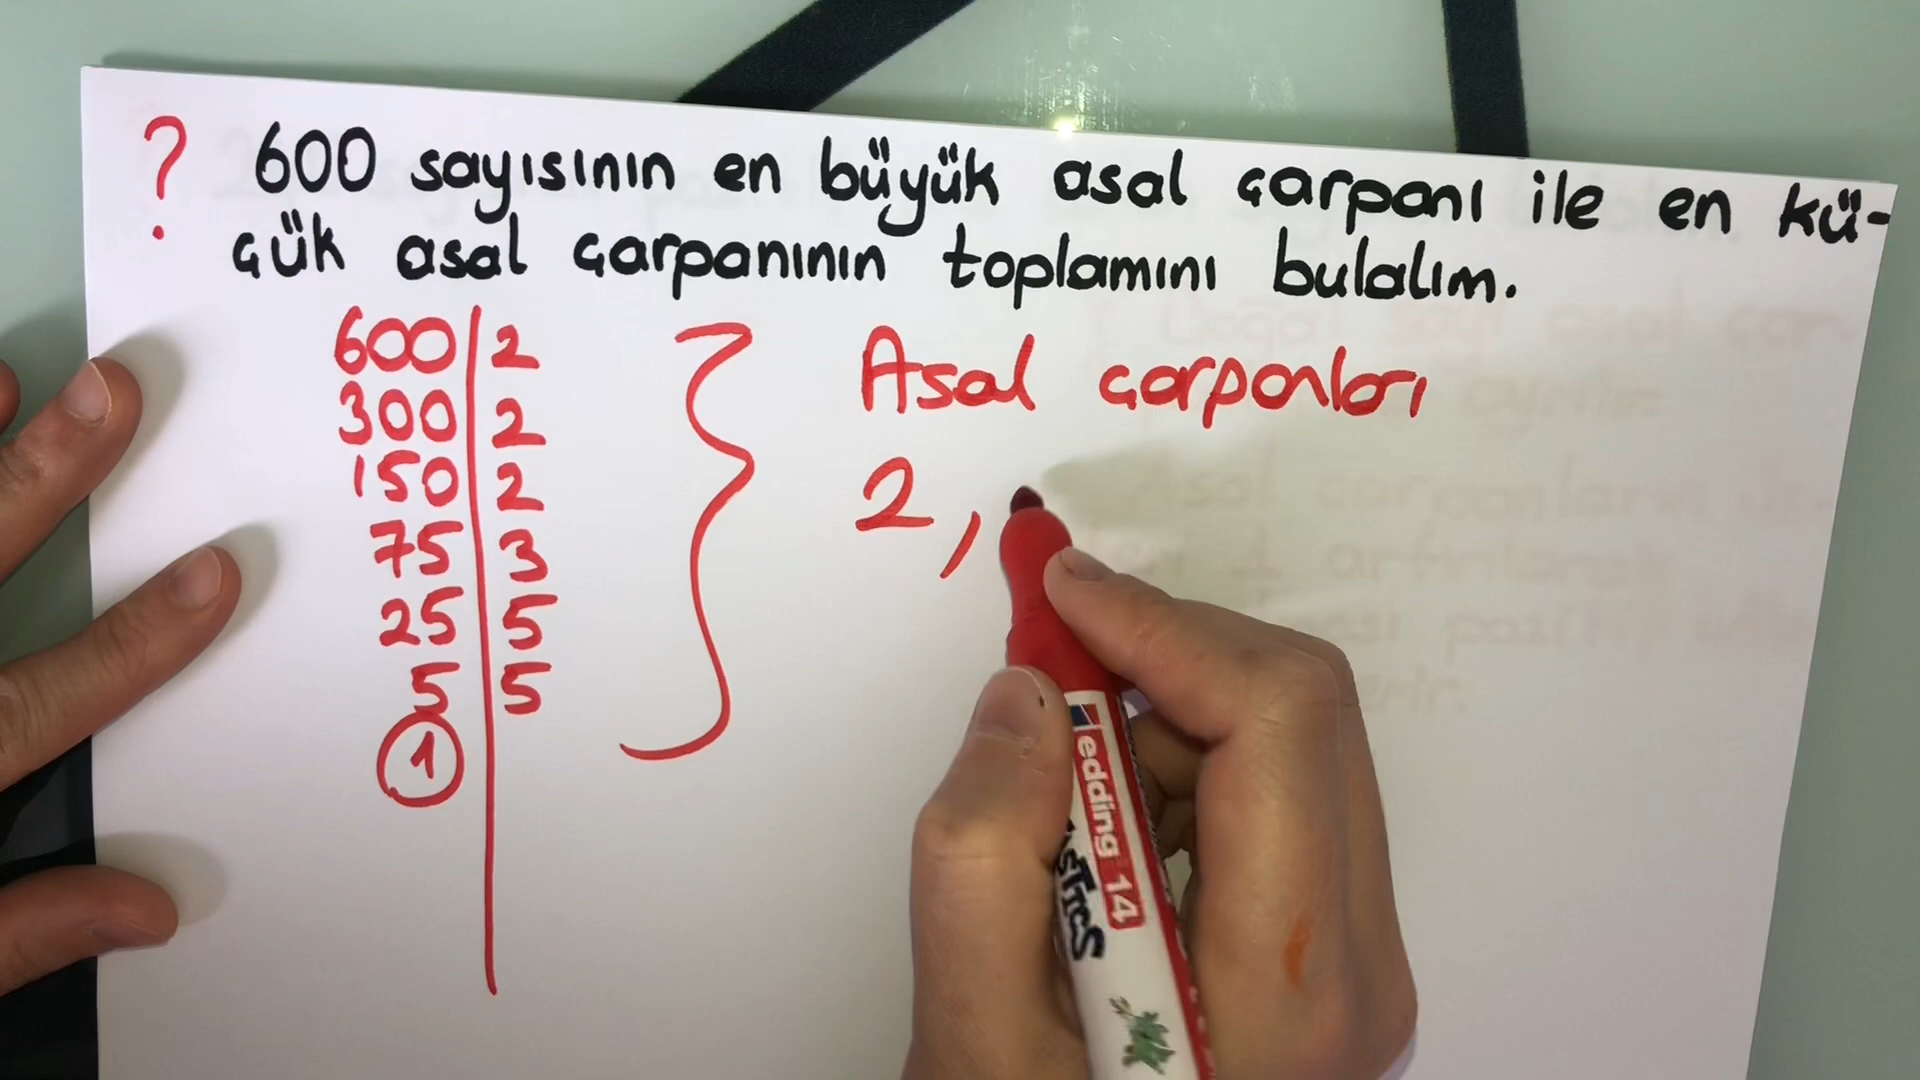 ? 600 sayısının en büyük asal çarpanı ile en kü-
çük asal çarpanının toplamını bulalım.
600 2
300 2
150 2
75 3
25 5
5 5
1
Asal çarpanları
2,
edding 14